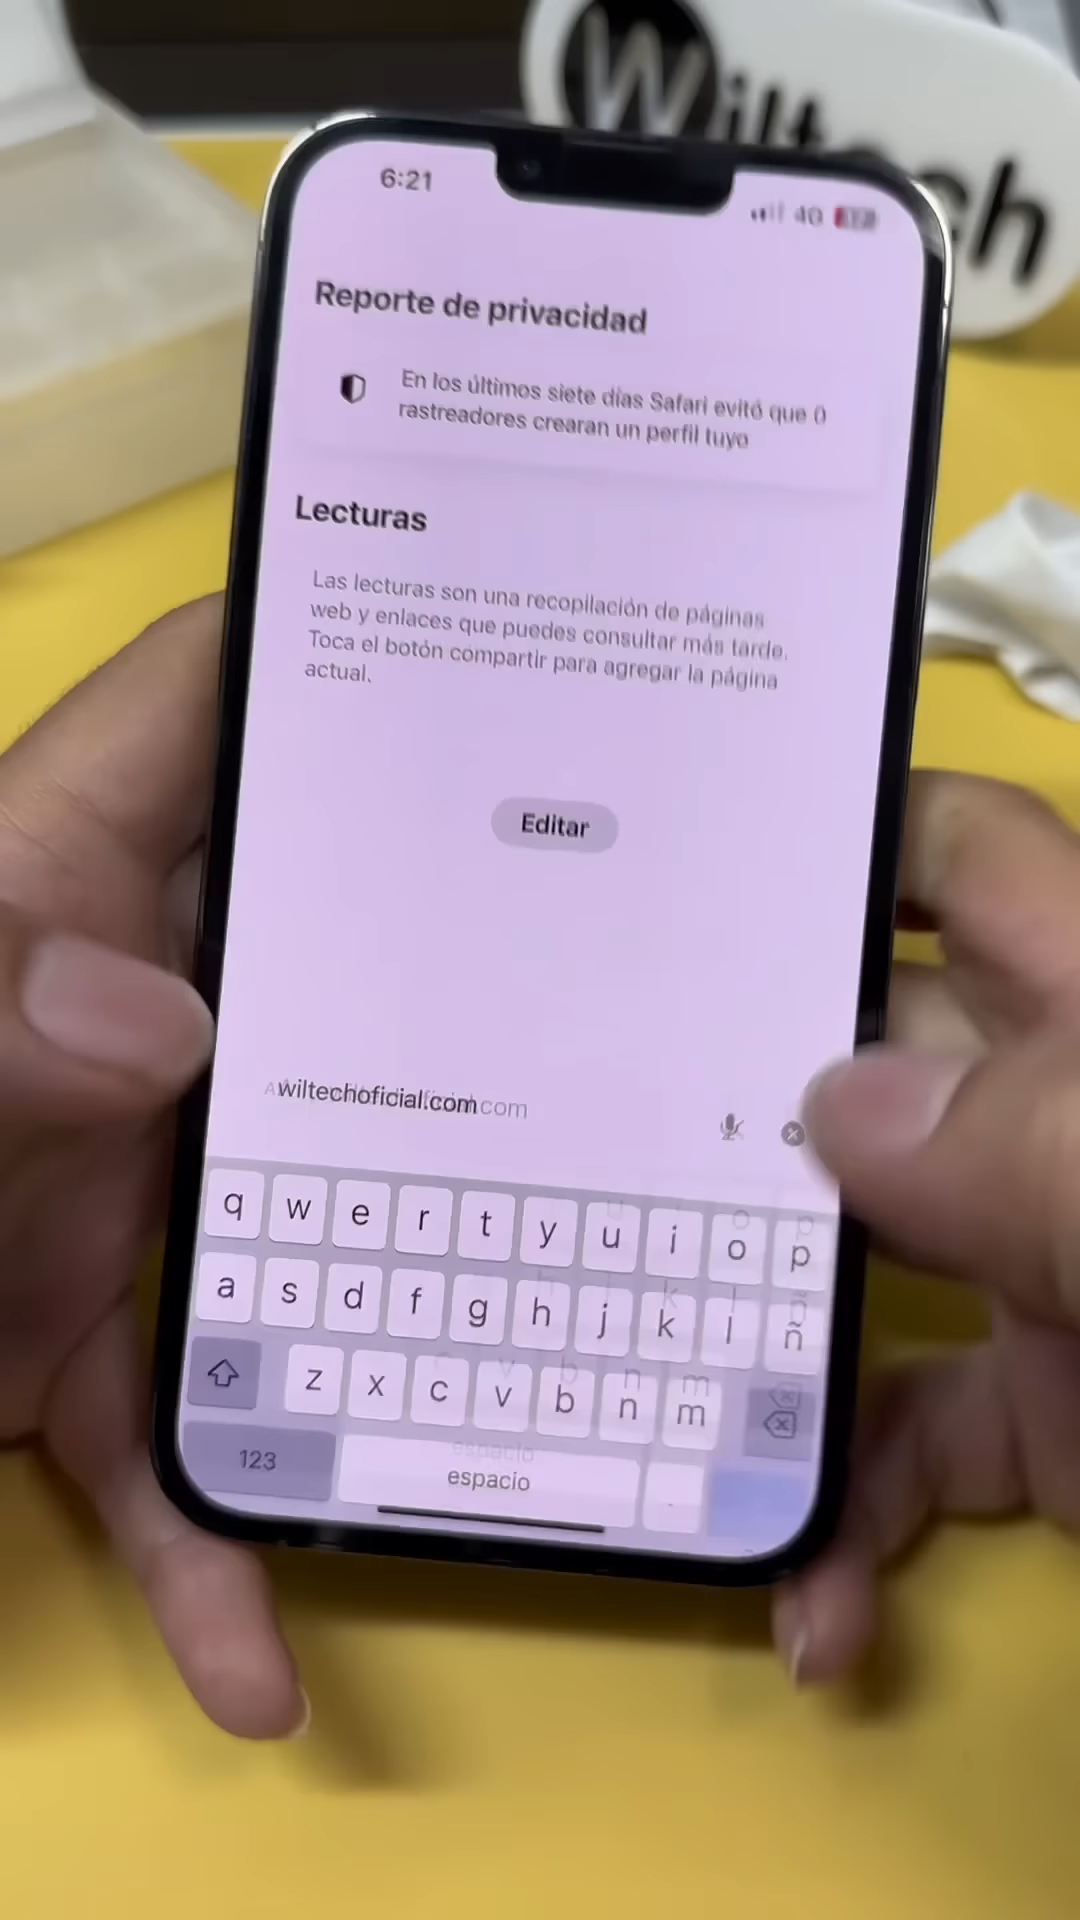 Wiltech
6:21
4G
Reporte de privacidad
En los últimos siete días Safari evitó que 0
rastreadores crearan un perfil tuyo
Lecturas
Las lecturas son una recopilación de páginas
web y enlaces que puedes consultar más tarde.
Toca el botón compartir para agregar la página
actual.
Editar
wiltechoficial.com
q w e r t y u i o p
a s d f g h j k l ñ
z x c v b n m
123 espacio .